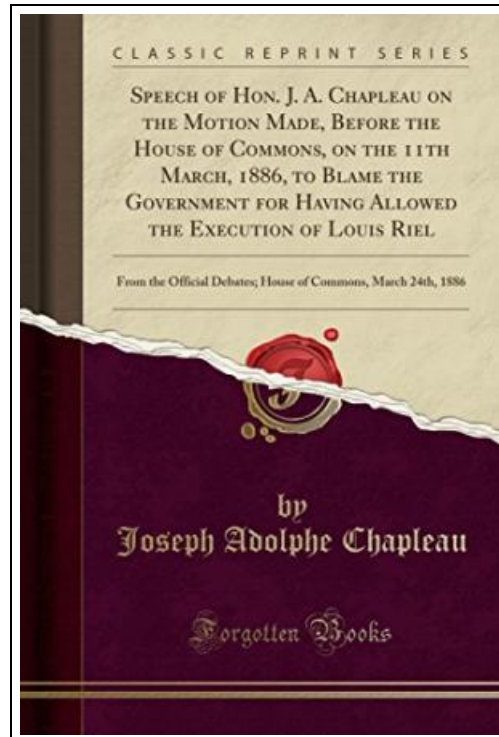 CLASSIC REPRINT SERIES
Speech of Hon. J. A. Chapleau on
the Motion Made, Before the
House of Commons, on the 11th
March, 1886, to Blame the
Government for Having Allowed
the Execution of Louis Riel
From the Official Debates; House of Commons, March 24th, 1886
by
Joseph Adolphe Chapleau
Forgotten Books